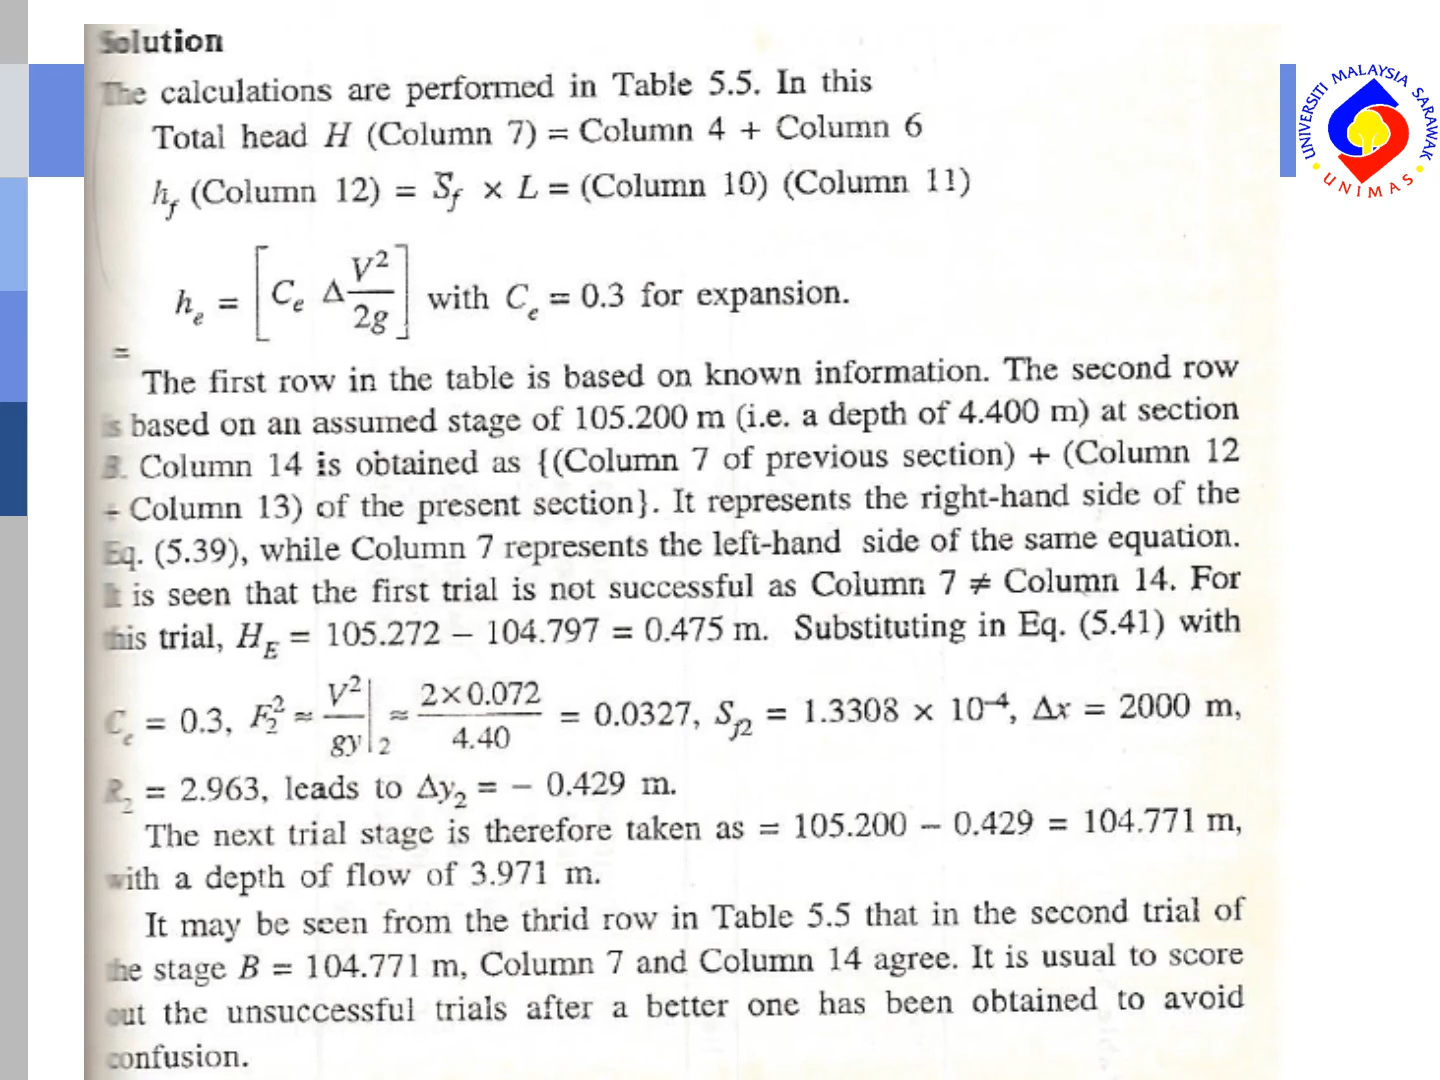 Solution
The calculations are performed in Table 5.5. In this
Total head H (Column 7) = Column 4 + Column 6
h_f (Column 12) = S̄_f × L = (Column 10) (Column 11)
h_e = [C_e Δ V²/2g] with C_e = 0.3 for expansion.
=
The first row in the table is based on known information. The second row
is based on an assumed stage of 105.200 m (i.e. a depth of 4.400 m) at section
B. Column 14 is obtained as {(Column 7 of previous section) + (Column 12
+ Column 13) of the present section}. It represents the right-hand side of the
Eq. (5.39), while Column 7 represents the left-hand side of the same equation.
It is seen that the first trial is not successful as Column 7 ≠ Column 14. For
this trial, H_E = 105.272 – 104.797 = 0.475 m. Substituting in Eq. (5.41) with
C_e = 0.3, F₂² ≈ V²/gy|₂ ≈ 2×0.072/4.40 = 0.0327, S_f2 = 1.3308 × 10⁻⁴, Δx = 2000 m,
R₂ = 2.963, leads to Δy₂ = – 0.429 m.
The next trial stage is therefore taken as = 105.200 – 0.429 = 104.771 m,
with a depth of flow of 3.971 m.
It may be seen from the thrid row in Table 5.5 that in the second trial of
the stage B = 104.771 m, Column 7 and Column 14 agree. It is usual to score
out the unsuccessful trials after a better one has been obtained to avoid
confusion.
UNIVERSITI MALAYSIA SARAWAK
UNIMAS